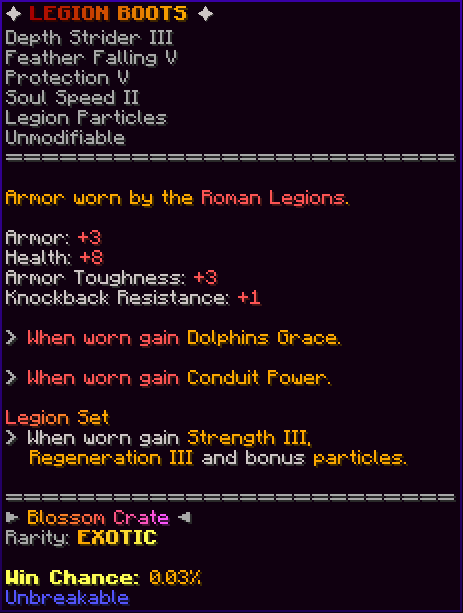 ✦ LEGION BOOTS ✦
Depth Strider III
Feather Falling V
Protection V
Soul Speed II
Legion Particles
Unmodifiable
Armor worn by the Roman Legions.
Armor: +3
Health: +8
Armor Toughness: +3
Knockback Resistance: +1
> When worn gain Dolphins Grace.
> When worn gain Conduit Power.
Legion Set
> When worn gain Strength III,
Regeneration III and bonus particles.
► Blossom Crate ◄
Rarity: EXOTIC
Win Chance: 0.03%
Unbreakable